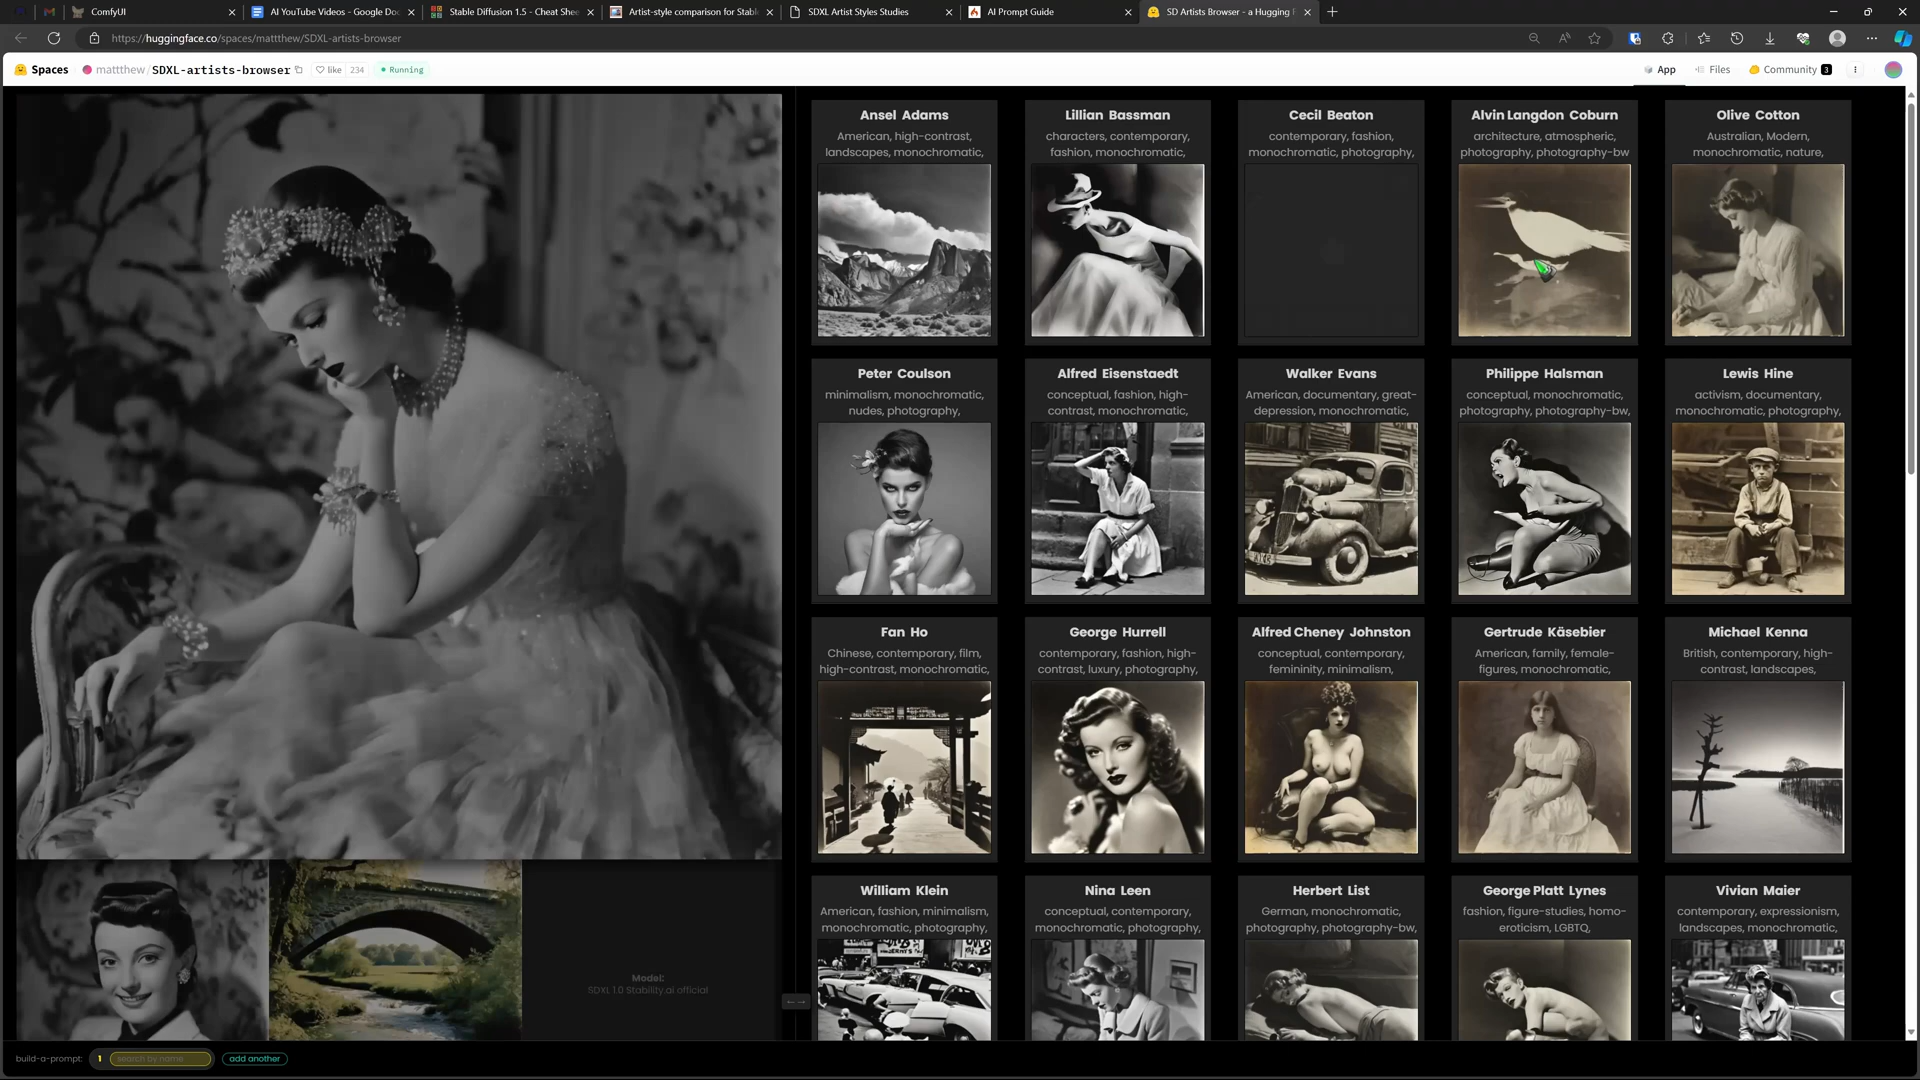 ComfyUI
AI YouTube Videos - Google Doc
Stable Diffusion 1.5 - Cheat Shee
Artist-style comparison for Stabl
SDXL Artist Styles Studies
AI Prompt Guide
SD Artists Browser - a Hugging F
https://huggingface.co/spaces/mattthew/SDXL-artists-browser
Spaces
mattthew/SDXL-artists-browser
like 234
Running
App
Files
Community 3
Ansel Adams
American, high-contrast,
landscapes, monochromatic,
Lillian Bassman
characters, contemporary,
fashion, monochromatic,
Cecil Beaton
contemporary, fashion,
monochromatic, photography,
Alvin Langdon Coburn
architecture, atmospheric,
photography, photography-bw
Olive Cotton
Australian, Modern,
monochromatic, nature,
Peter Coulson
minimalism, monochromatic,
nudes, photography,
Alfred Eisenstaedt
conceptual, fashion, high-
contrast, monochromatic,
Walker Evans
American, documentary, great-
depression, monochromatic,
Philippe Halsman
conceptual, monochromatic,
photography, photography-bw,
Lewis Hine
activism, documentary,
monochromatic, photography,
Fan Ho
Chinese, contemporary, film,
high-contrast, monochromatic,
George Hurrell
contemporary, fashion, high-
contrast, luxury, photography,
Alfred Cheney Johnston
conceptual, contemporary,
femininity, minimalism,
Gertrude Käsebier
American, family, female-
figures, monochromatic,
Michael Kenna
British, contemporary, high-
contrast, landscapes,
William Klein
American, fashion, minimalism,
monochromatic, photography,
Nina Leen
conceptual, contemporary,
monochromatic, photography,
Herbert List
German, monochromatic,
photography, photography-bw,
George Platt Lynes
fashion, figure-studies, homo-
eroticism, LGBTQ,
Vivian Maier
contemporary, expressionism,
landscapes, monochromatic,
Model:
SDXL 1.0 Stability.ai official
build-a-prompt:
1
search by name
add another